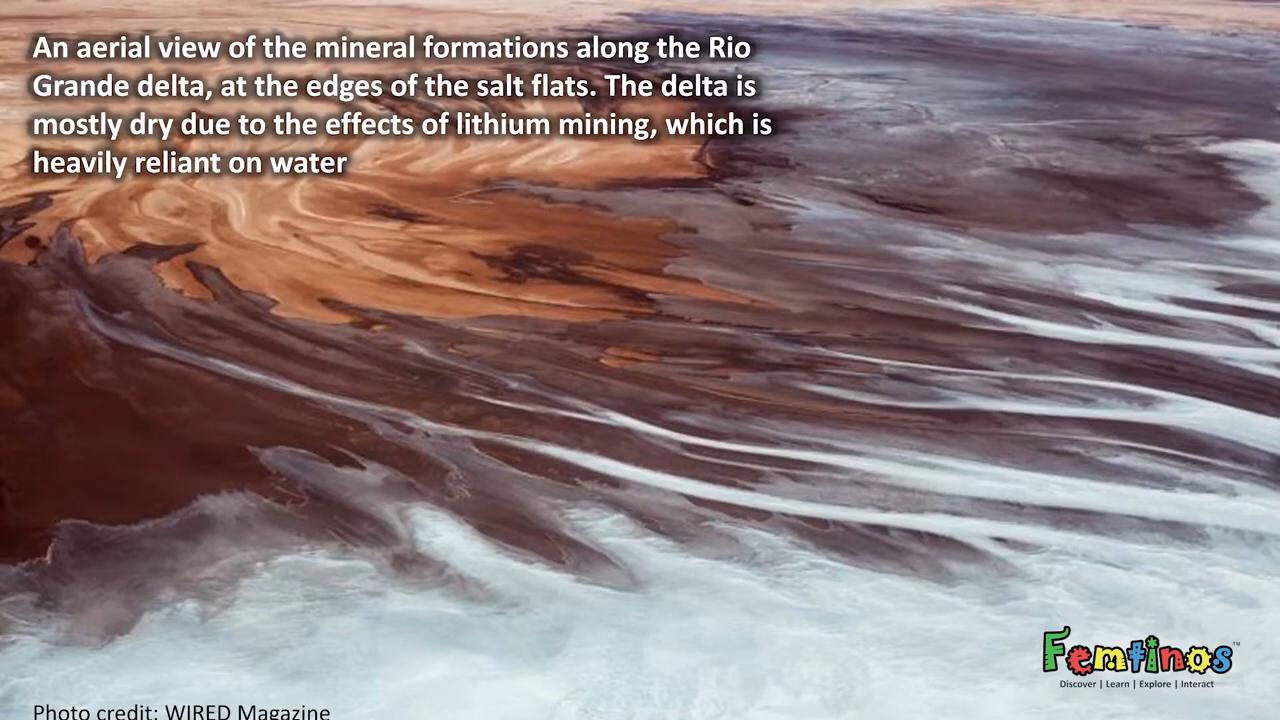 An aerial view of the mineral formations along the Rio
Grande delta, at the edges of the salt flats. The delta is
mostly dry due to the effects of lithium mining, which is
heavily reliant on water
Femtinos™
Discover | Learn | Explore | Interact
Photo credit: WIRED Magazine